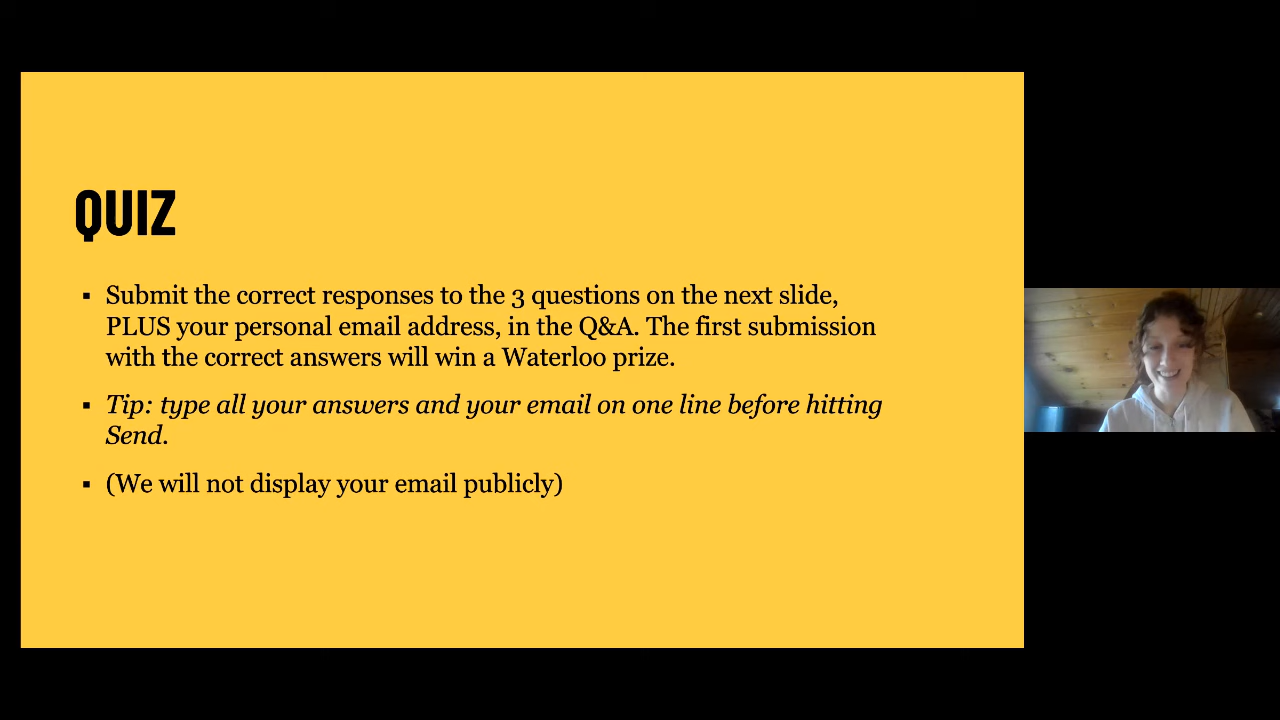 QUIZ
▪ Submit the correct responses to the 3 questions on the next slide,
PLUS your personal email address, in the Q&A. The first submission
with the correct answers will win a Waterloo prize.
▪ Tip: type all your answers and your email on one line before hitting
Send.
▪ (We will not display your email publicly)